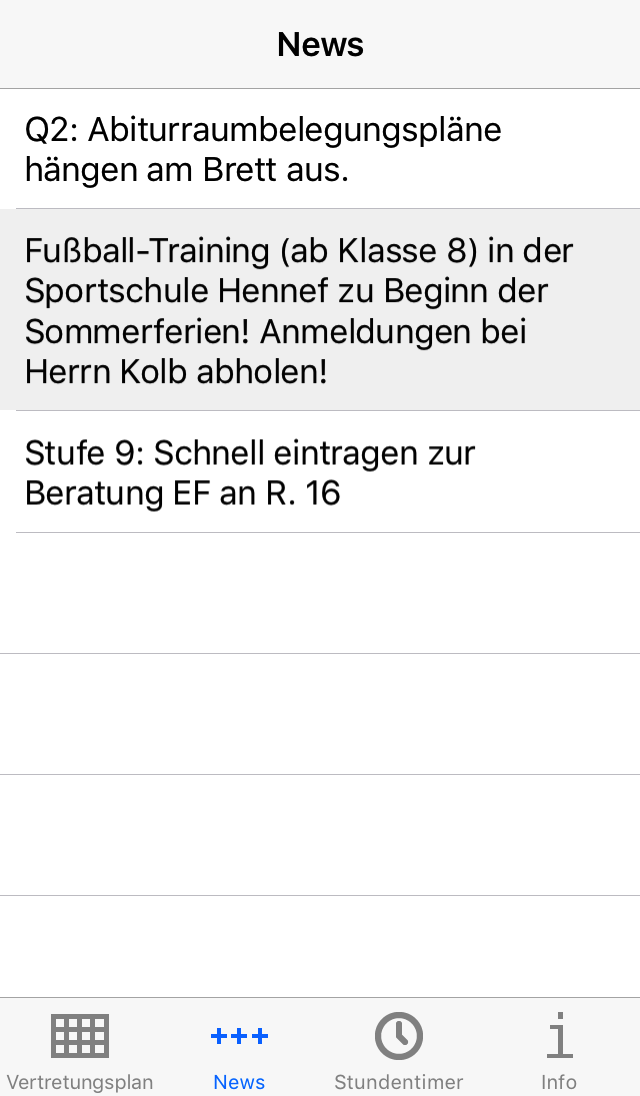 News
Q2: Abiturraumbelegungspläne
hängen am Brett aus.
Fußball-Training (ab Klasse 8) in der
Sportschule Hennef zu Beginn der
Sommerferien! Anmeldungen bei
Herrn Kolb abholen!
Stufe 9: Schnell eintragen zur
Beratung EF an R. 16
+++
Vertretungsplan News Stundentimer Info